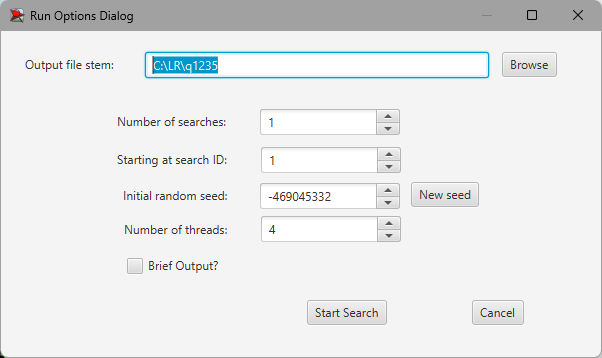 Run Options Dialog
Output file stem: C:\LR\q1235 Browse
Number of searches: 1
Starting at search ID: 1
Initial random seed: -469045332 New seed
Number of threads: 4
Brief Output?
Start Search Cancel